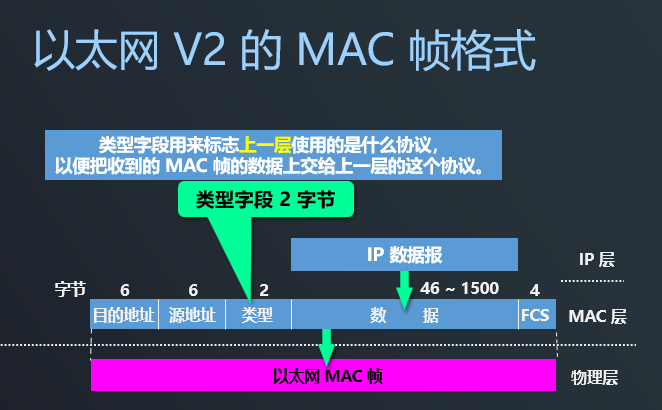 以太网 V2 的 MAC 帧格式
类型字段用来标志上一层使用的是什么协议，
以便把收到的 MAC 帧的数据上交给上一层的这个协议。
类型字段 2 字节
IP 数据报
IP 层
字节 6 6 2 46 ~ 1500 4
目的地址 源地址 类型 数 据 FCS MAC 层
以太网 MAC 帧 物理层